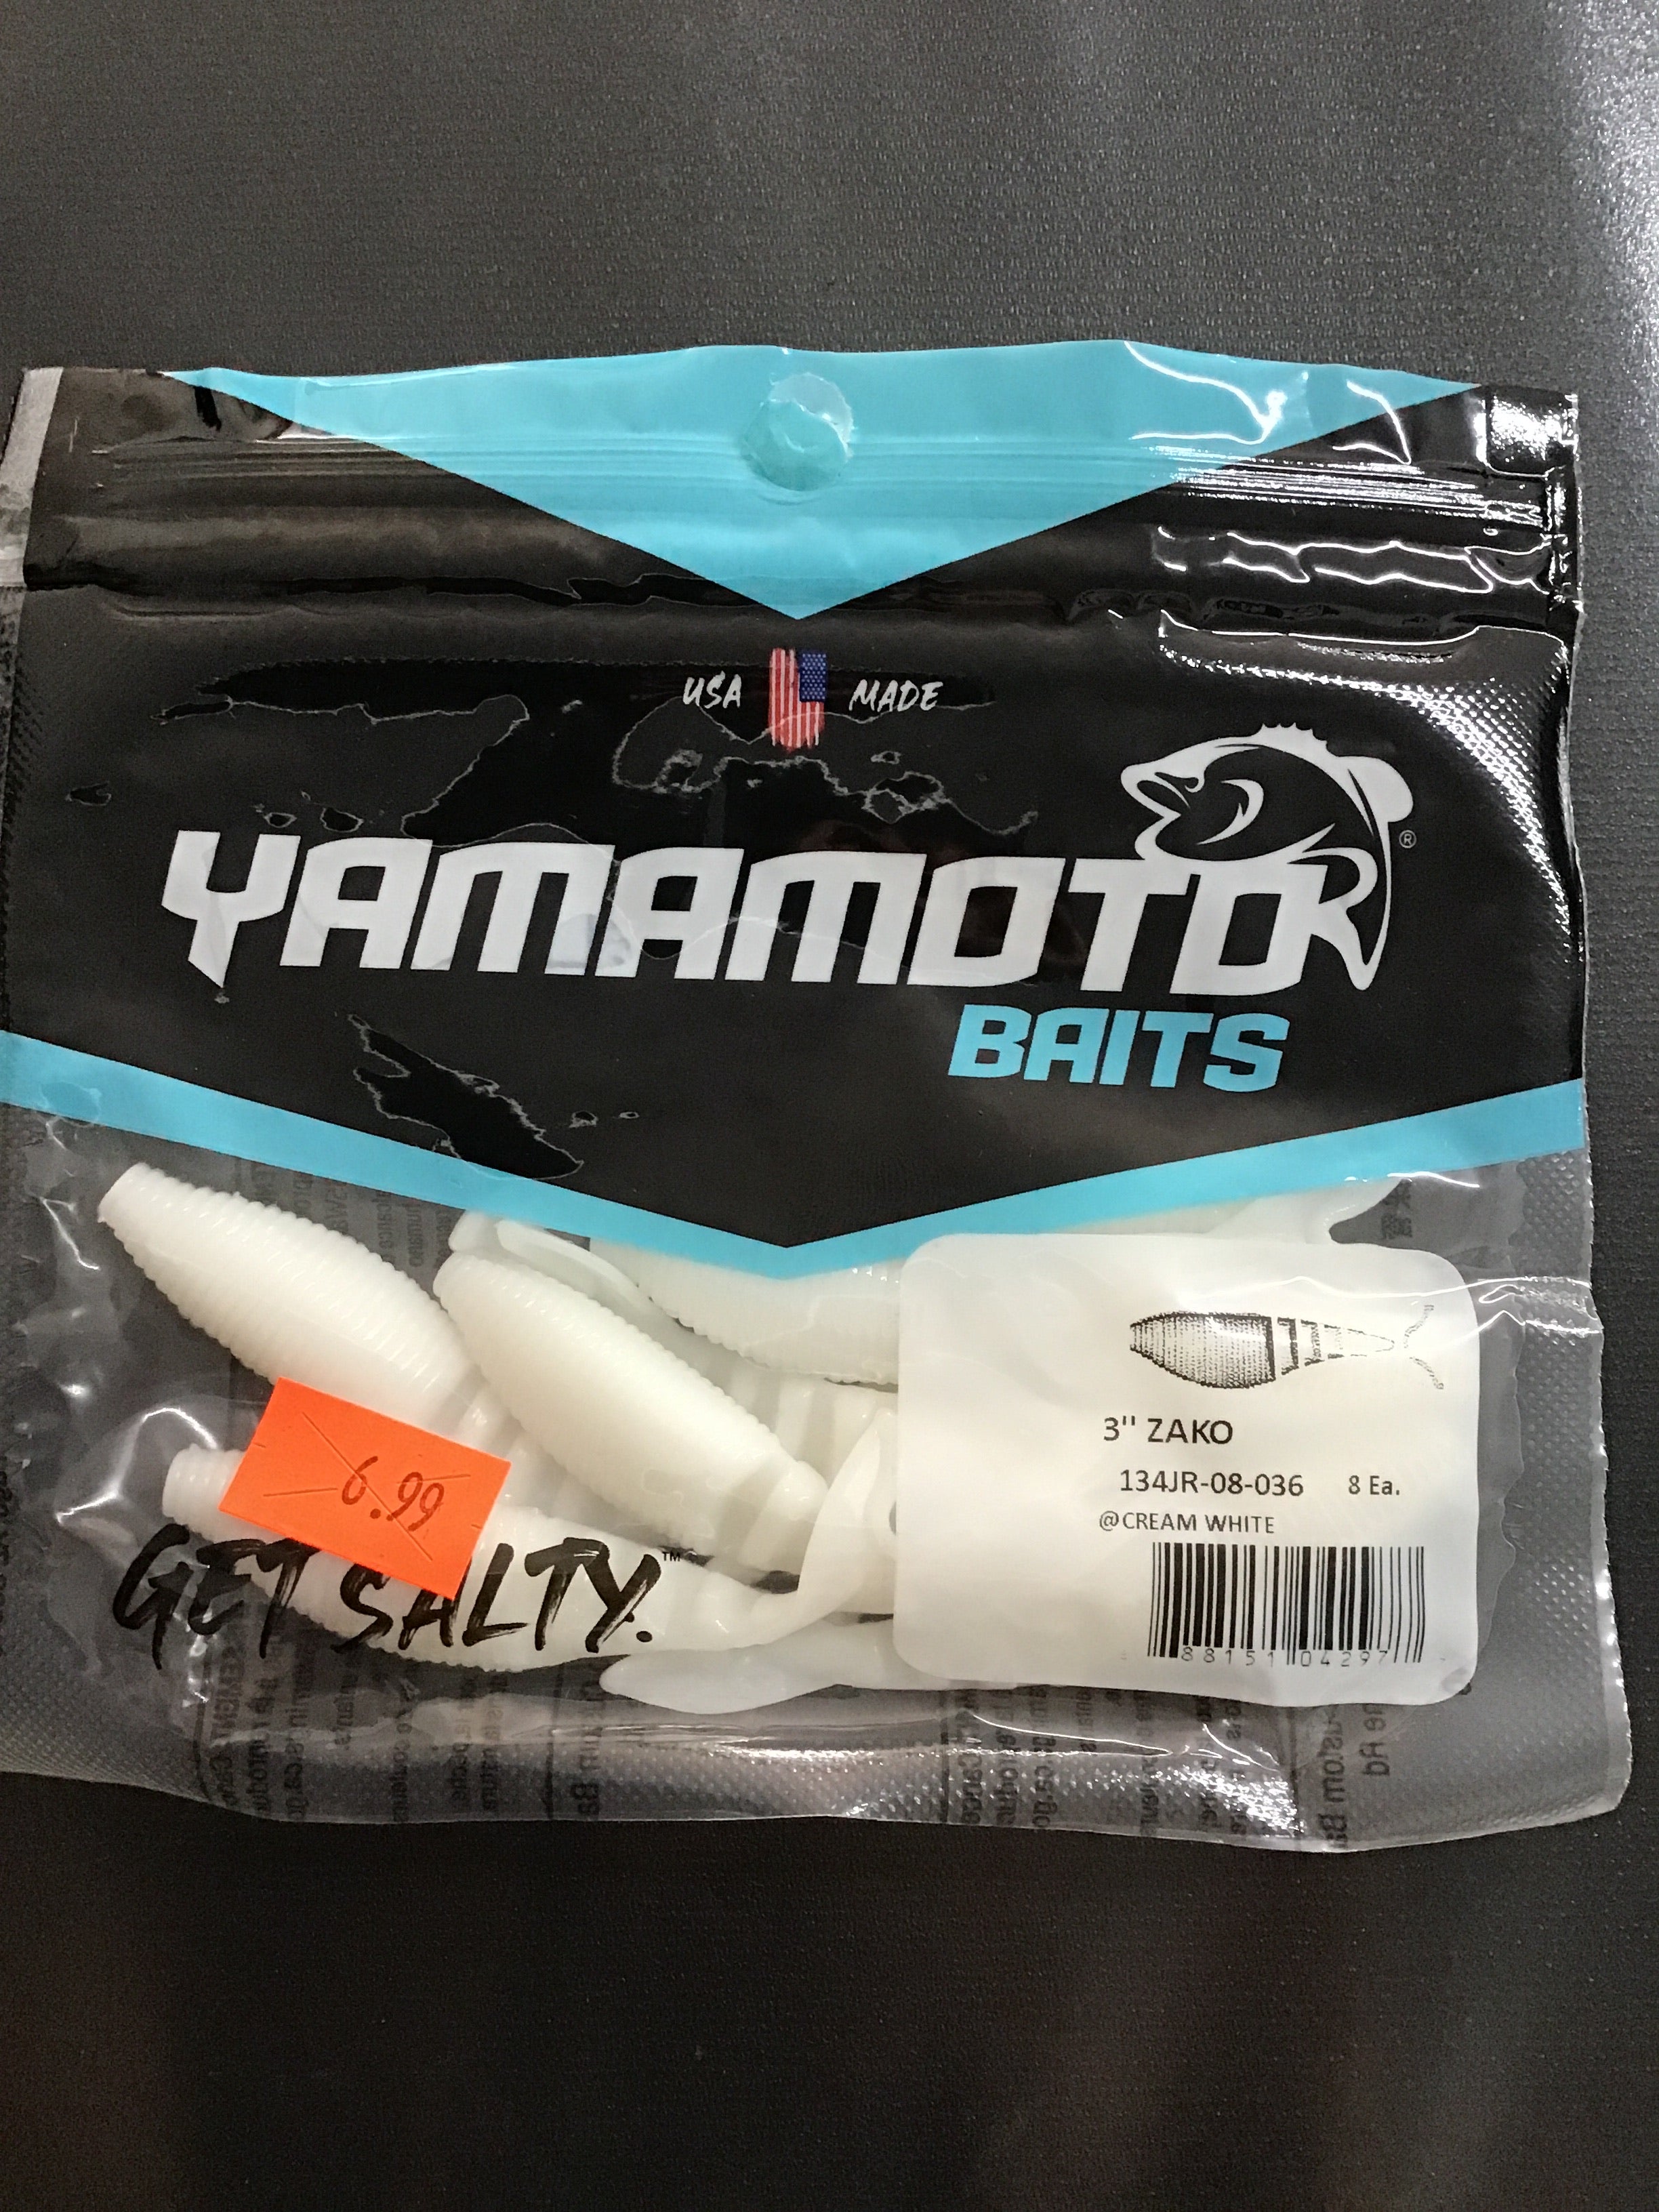 USA MADE
YAMAMOTO
®
BAITS
3" ZAKO
134JR-08-036 8 Ea.
@CREAM WHITE
88151 04297
6.99
GET SALTY.™